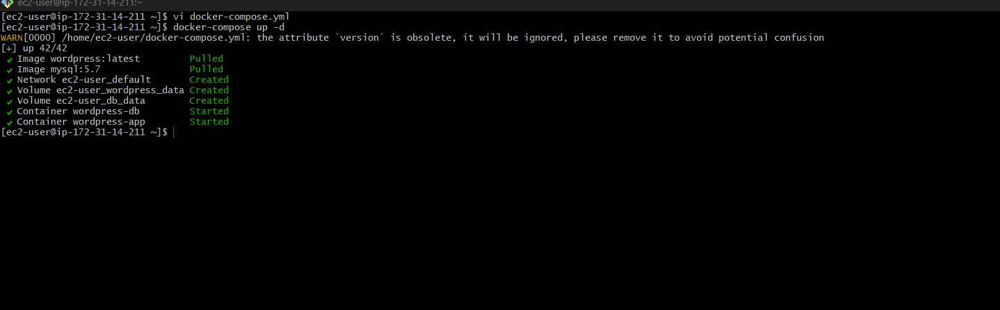 ec2-user@ip-172-31-14-211:~
[ec2-user@ip-172-31-14-211 ~]$ vi docker-compose.yml
[ec2-user@ip-172-31-14-211 ~]$ docker-compose up -d
WARN[0000] /home/ec2-user/docker-compose.yml: the attribute `version` is obsolete, it will be ignored, please remove it to avoid potential confusion
[+] up 42/42
✔ Image wordpress:latest Pulled
✔ Image mysql:5.7 Pulled
✔ Network ec2-user_default Created
✔ Volume ec2-user_wordpress_data Created
✔ Volume ec2-user_db_data Created
✔ Container wordpress-db Started
✔ Container wordpress-app Started
[ec2-user@ip-172-31-14-211 ~]$